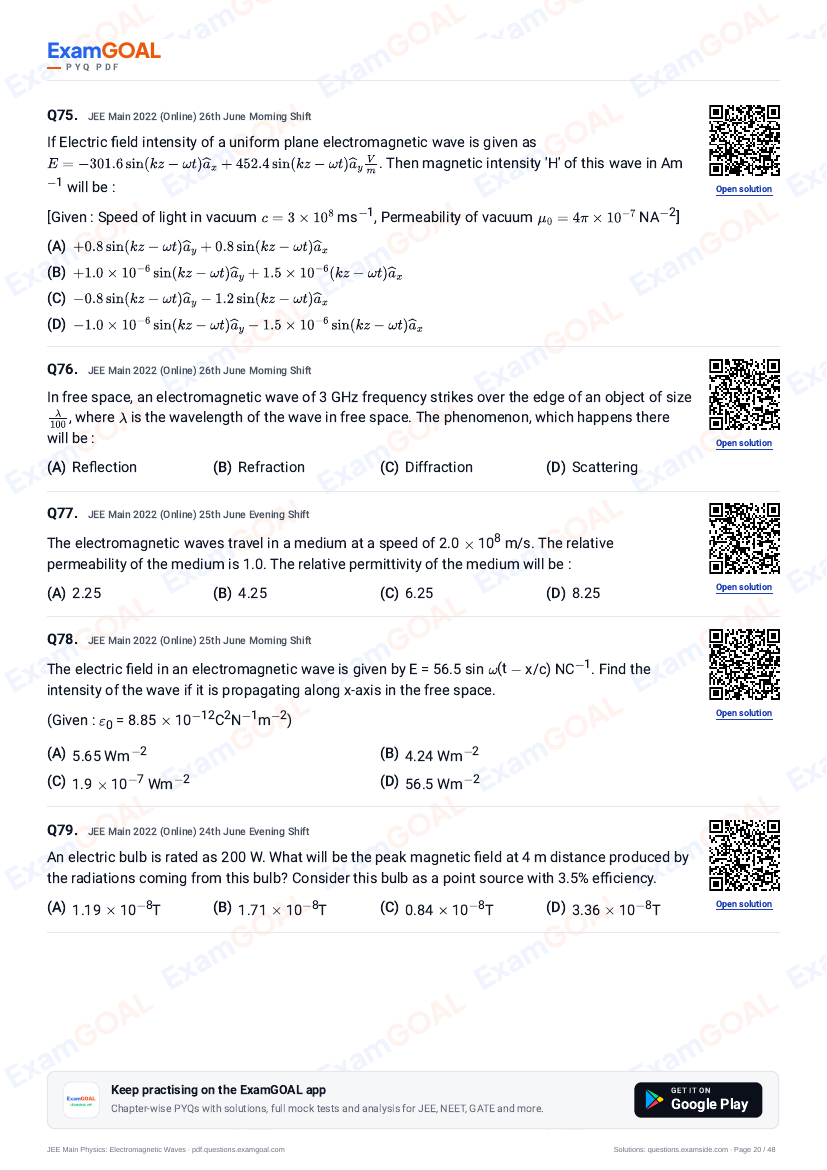 ExamGOAL
PYQ PDF
Q75. JEE Main 2022 (Online) 26th June Morning Shift
If Electric field intensity of a uniform plane electromagnetic wave is given as
E = −301.6 sin(kz − ωt)â_x + 452.4 sin(kz − ωt)â_y V/m. Then magnetic intensity 'H' of this wave in Am
⁻¹ will be :
[Given : Speed of light in vacuum c = 3 × 10⁸ ms⁻¹, Permeability of vacuum μ₀ = 4π × 10⁻⁷ NA⁻²]
(A) +0.8 sin(kz − ωt)â_y + 0.8 sin(kz − ωt)â_x
(B) +1.0 × 10⁻⁶ sin(kz − ωt)â_y + 1.5 × 10⁻⁶(kz − ωt)â_x
(C) −0.8 sin(kz − ωt)â_y − 1.2 sin(kz − ωt)â_x
(D) −1.0 × 10⁻⁶ sin(kz − ωt)â_y − 1.5 × 10⁻⁶ sin(kz − ωt)â_x
Open solution
Q76. JEE Main 2022 (Online) 26th June Morning Shift
In free space, an electromagnetic wave of 3 GHz frequency strikes over the edge of an object of size
λ/100, where λ is the wavelength of the wave in free space. The phenomenon, which happens there
will be :
(A) Reflection (B) Refraction (C) Diffraction (D) Scattering
Open solution
Q77. JEE Main 2022 (Online) 25th June Evening Shift
The electromagnetic waves travel in a medium at a speed of 2.0 × 10⁸ m/s. The relative
permeability of the medium is 1.0. The relative permittivity of the medium will be :
(A) 2.25 (B) 4.25 (C) 6.25 (D) 8.25
Open solution
Q78. JEE Main 2022 (Online) 25th June Morning Shift
The electric field in an electromagnetic wave is given by E = 56.5 sin ω(t − x/c) NC⁻¹. Find the
intensity of the wave if it is propagating along x-axis in the free space.
(Given : ε₀ = 8.85 × 10⁻¹²C²N⁻¹m⁻²)
(A) 5.65 Wm⁻² (B) 4.24 Wm⁻²
(C) 1.9 × 10⁻⁷ Wm⁻² (D) 56.5 Wm⁻²
Open solution
Q79. JEE Main 2022 (Online) 24th June Evening Shift
An electric bulb is rated as 200 W. What will be the peak magnetic field at 4 m distance produced by
the radiations coming from this bulb? Consider this bulb as a point source with 3.5% efficiency.
(A) 1.19 × 10⁻⁸T (B) 1.71 × 10⁻⁸T (C) 0.84 × 10⁻⁸T (D) 3.36 × 10⁻⁸T
Open solution
ExamGOAL
Keep practising on the ExamGOAL app
Chapter-wise PYQs with solutions, full mock tests and analysis for JEE, NEET, GATE and more.
GET IT ON
Google Play
JEE Main Physics: Electromagnetic Waves · pdf.questions.examgoal.com
Solutions: questions.examside.com · Page 20 / 48